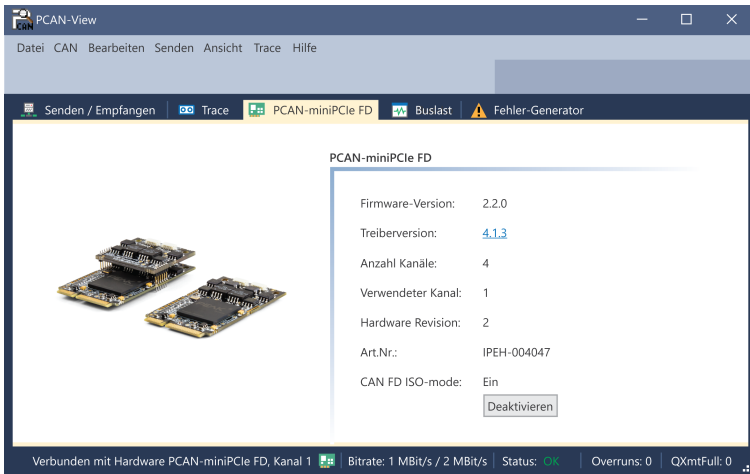 PCAN-View
Datei CAN Bearbeiten Senden Ansicht Trace Hilfe
Senden / Empfangen Trace PCAN-miniPCIe FD Buslast Fehler-Generator
PCAN-miniPCIe FD
Firmware-Version: 2.2.0
Treiberversion: 4.1.3
Anzahl Kanäle: 4
Verwendeter Kanal: 1
Hardware Revision: 2
Art.Nr.: IPEH-004047
CAN FD ISO-mode: Ein
Deaktivieren
Verbunden mit Hardware PCAN-miniPCIe FD, Kanal 1 Bitrate: 1 MBit/s / 2 MBit/s Status: OK Overruns: 0 QXmtFull: 0